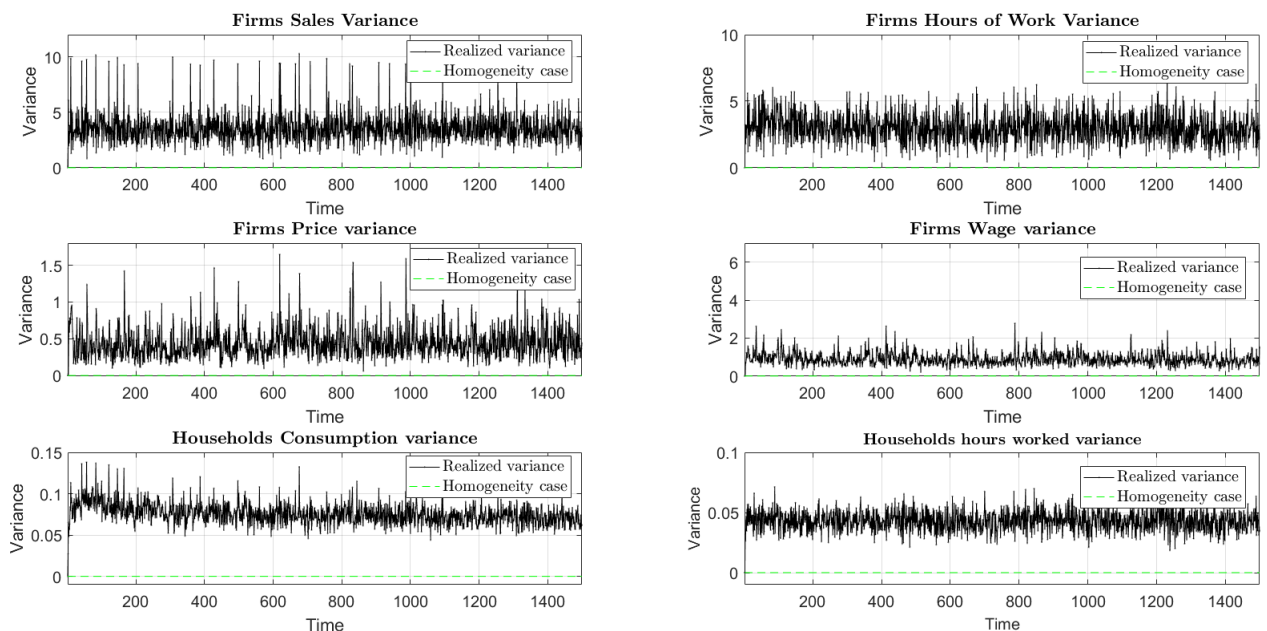 Firms Sales Variance
10
5
0
Variance
Realized variance
Homogeneity case
200 400 600 800 1000 1200 1400
Time
Firms Hours of Work Variance
10
5
0
Variance
Realized variance
Homogeneity case
200 400 600 800 1000 1200 1400
Time
Firms Price variance
1.5
1
0.5
0
Variance
Realized variance
Homogeneity case
200 400 600 800 1000 1200 1400
Time
Firms Wage variance
6
4
2
0
Variance
Realized variance
Homogeneity case
200 400 600 800 1000 1200 1400
Time
Households Consumption variance
0.15
0.1
0.05
0
Variance
Realized variance
Homogeneity case
200 400 600 800 1000 1200 1400
Time
Households hours worked variance
0.1
0.05
0
Variance
Realized variance
Homogeneity case
200 400 600 800 1000 1200 1400
Time